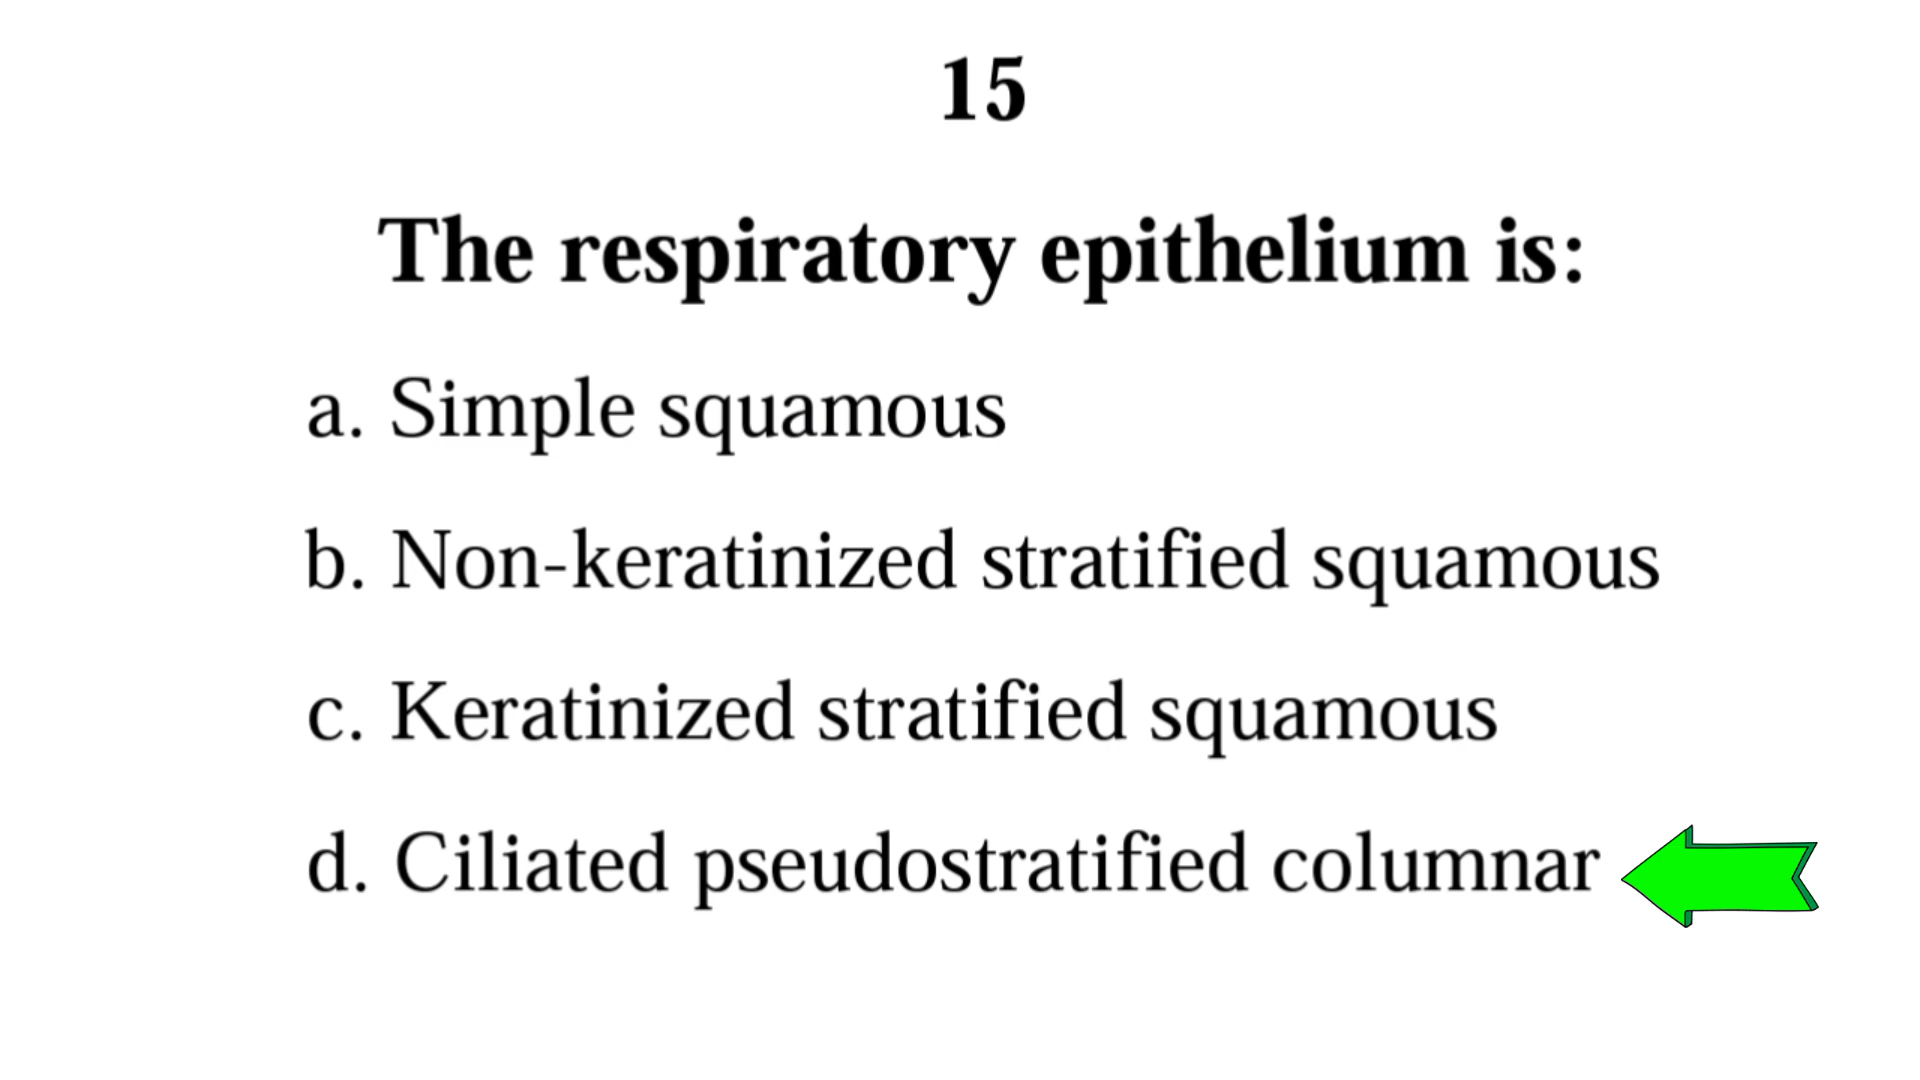 15
The respiratory epithelium is:
a. Simple squamous
b. Non-keratinized stratified squamous
c. Keratinized stratified squamous
d. Ciliated pseudostratified columnar